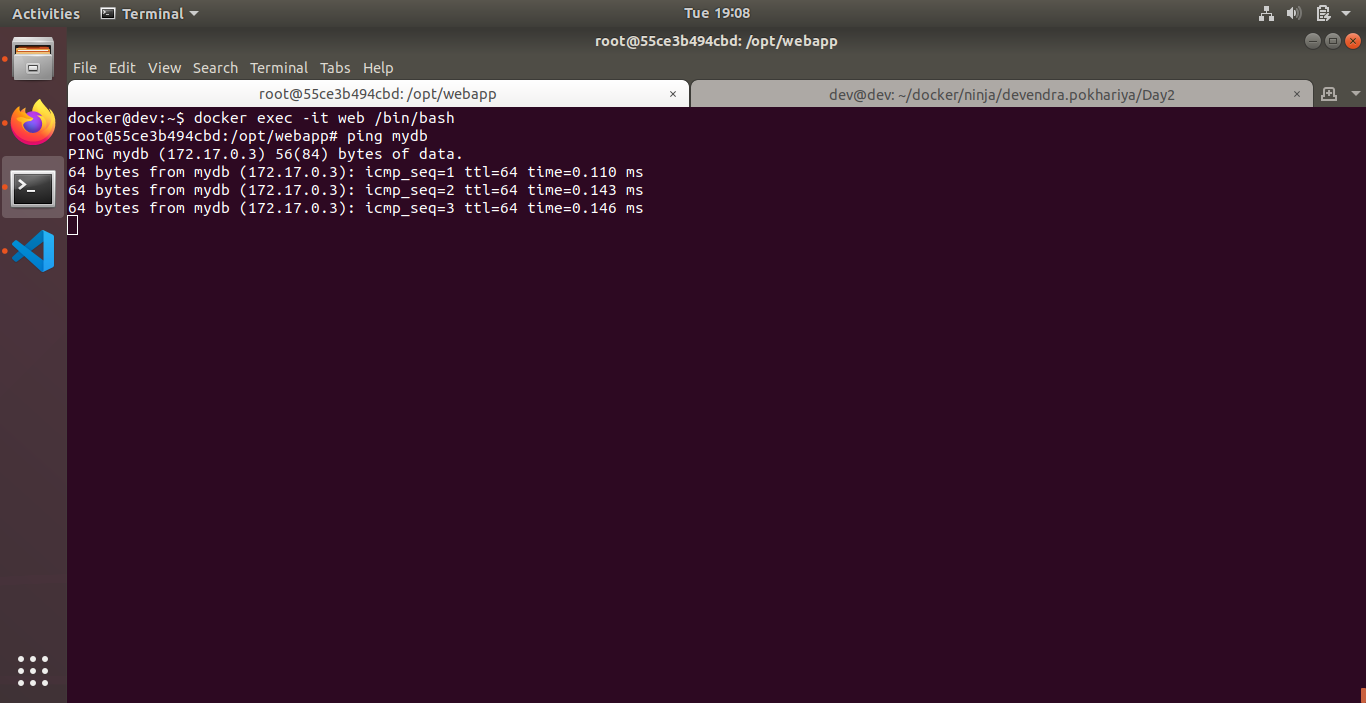 Activities Terminal Tue 19:08
root@55ce3b494cbd: /opt/webapp
File Edit View Search Terminal Tabs Help
root@55ce3b494cbd: /opt/webapp × dev@dev: ~/docker/ninja/devendra.pokhariya/Day2 ×
docker@dev:~$ docker exec -it web /bin/bash
root@55ce3b494cbd:/opt/webapp# ping mydb
PING mydb (172.17.0.3) 56(84) bytes of data.
64 bytes from mydb (172.17.0.3): icmp_seq=1 ttl=64 time=0.110 ms
64 bytes from mydb (172.17.0.3): icmp_seq=2 ttl=64 time=0.143 ms
64 bytes from mydb (172.17.0.3): icmp_seq=3 ttl=64 time=0.146 ms